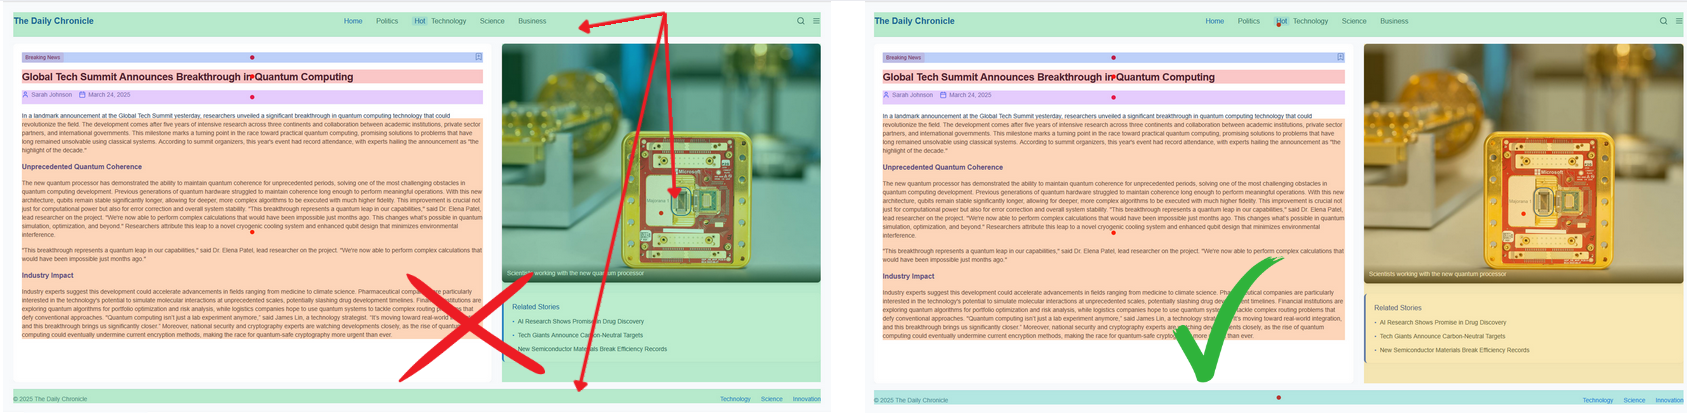 The Daily Chronicle
Home Politics Hot Technology Science Business
Breaking News
Global Tech Summit Announces Breakthrough in Quantum Computing
Sarah Johnson March 24, 2025
In a landmark announcement at the Global Tech Summit yesterday, researchers unveiled a significant breakthrough in quantum computing technology that could
revolutionize the field. The development comes after five years of intensive research across three continents and collaboration between academic institutions, private sector
partners, and international governments. This milestone marks a turning point in the race toward practical quantum computing, promising solutions to problems that have
long remained unsolvable using classical systems. According to summit organizers, this year's event had record attendance, with experts hailing the announcement as "the
highlight of the decade."
Unprecedented Quantum Coherence
The new quantum processor has demonstrated the ability to maintain quantum coherence for unprecedented periods, solving one of the most challenging obstacles in
quantum computing development. Previous generations of quantum hardware struggled to maintain coherence long enough to perform meaningful operations. With this new
architecture, qubits remain stable significantly longer, allowing for deeper, more complex algorithms to be executed with much higher fidelity. This improvement is crucial not
just for computational power but also for error correction and overall system stability. "This breakthrough represents a quantum leap in our capabilities," said Dr. Elena Patel,
lead researcher on the project. "We're now able to perform complex calculations that would have been impossible just months ago. This changes what's possible in quantum
simulation, optimization, and beyond." Researchers attribute this leap to a novel cryogenic cooling system and enhanced qubit design that minimizes environmental
interference.
"This breakthrough represents a quantum leap in our capabilities," said Dr. Elena Patel, lead researcher on the project. "We're now able to perform complex calculations that
would have been impossible just months ago."
Industry Impact
Industry experts suggest this development could accelerate advancements in fields ranging from medicine to climate science. Pharmaceutical companies are particularly
interested in the technology's potential to simulate molecular interactions at unprecedented scales, potentially slashing drug development timelines. Financial institutions are
exploring quantum algorithms for portfolio optimization and risk analysis, while logistics companies hope to use quantum systems to tackle complex routing problems that
defy conventional approaches. "Quantum computing isn't just a lab experiment anymore," said James Lin, a technology strategist. "It's moving toward real-world integration,
and this breakthrough brings us significantly closer." Moreover, national security and cryptography experts are watching developments closely, as the rise of quantum
computing could eventually undermine current encryption methods, making the race for quantum-safe cryptography more urgent than ever.
Microsoft
Majorana 1
Scientists working with the new quantum processor
Related Stories
• AI Research Shows Promise in Drug Discovery
• Tech Giants Announce Carbon-Neutral Targets
• New Semiconductor Materials Break Efficiency Records
© 2025 The Daily Chronicle
Technology Science Innovation
The Daily Chronicle
Home Politics Hot Technology Science Business
Breaking News
Global Tech Summit Announces Breakthrough in Quantum Computing
Sarah Johnson March 24, 2025
In a landmark announcement at the Global Tech Summit yesterday, researchers unveiled a significant breakthrough in quantum computing technology that could
revolutionize the field. The development comes after five years of intensive research across three continents and collaboration between academic institutions, private sector
partners, and international governments. This milestone marks a turning point in the race toward practical quantum computing, promising solutions to problems that have
long remained unsolvable using classical systems. According to summit organizers, this year's event had record attendance, with experts hailing the announcement as "the
highlight of the decade."
Unprecedented Quantum Coherence
The new quantum processor has demonstrated the ability to maintain quantum coherence for unprecedented periods, solving one of the most challenging obstacles in
quantum computing development. Previous generations of quantum hardware struggled to maintain coherence long enough to perform meaningful operations. With this new
architecture, qubits remain stable significantly longer, allowing for deeper, more complex algorithms to be executed with much higher fidelity. This improvement is crucial not
just for computational power but also for error correction and overall system stability. "This breakthrough represents a quantum leap in our capabilities," said Dr. Elena Patel,
lead researcher on the project. "We're now able to perform complex calculations that would have been impossible just months ago. This changes what's possible in quantum
simulation, optimization, and beyond." Researchers attribute this leap to a novel cryogenic cooling system and enhanced qubit design that minimizes environmental
interference.
"This breakthrough represents a quantum leap in our capabilities," said Dr. Elena Patel, lead researcher on the project. "We're now able to perform complex calculations that
would have been impossible just months ago."
Industry Impact
Industry experts suggest this development could accelerate advancements in fields ranging from medicine to climate science. Pharmaceutical companies are particularly
interested in the technology's potential to simulate molecular interactions at unprecedented scales, potentially slashing drug development timelines. Financial institutions are
exploring quantum algorithms for portfolio optimization and risk analysis, while logistics companies hope to use quantum systems to tackle complex routing problems that
defy conventional approaches. "Quantum computing isn't just a lab experiment anymore," said James Lin, a technology strategist. "It's moving toward real-world integration,
and this breakthrough brings us significantly closer." Moreover, national security and cryptography experts are watching developments closely, as the rise of quantum
computing could eventually undermine current encryption methods, making the race for quantum-safe cryptography more urgent than ever.
Microsoft
Majorana 1
Scientists working with the new quantum processor
Related Stories
• AI Research Shows Promise in Drug Discovery
• Tech Giants Announce Carbon-Neutral Targets
• New Semiconductor Materials Break Efficiency Records
© 2025 The Daily Chronicle
Technology Science Innovation